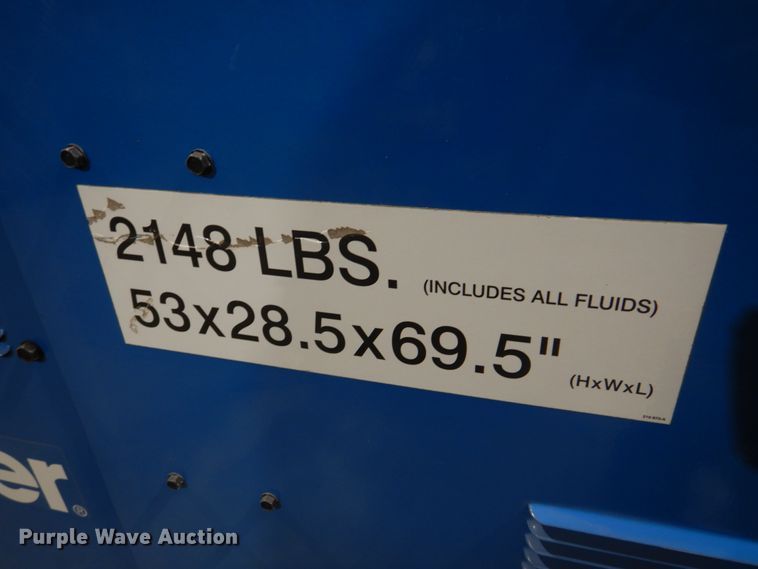 2148 LBS. (INCLUDES ALL FLUIDS)
53x28.5x69.5" (HxWxL)
er®
Purple Wave Auction